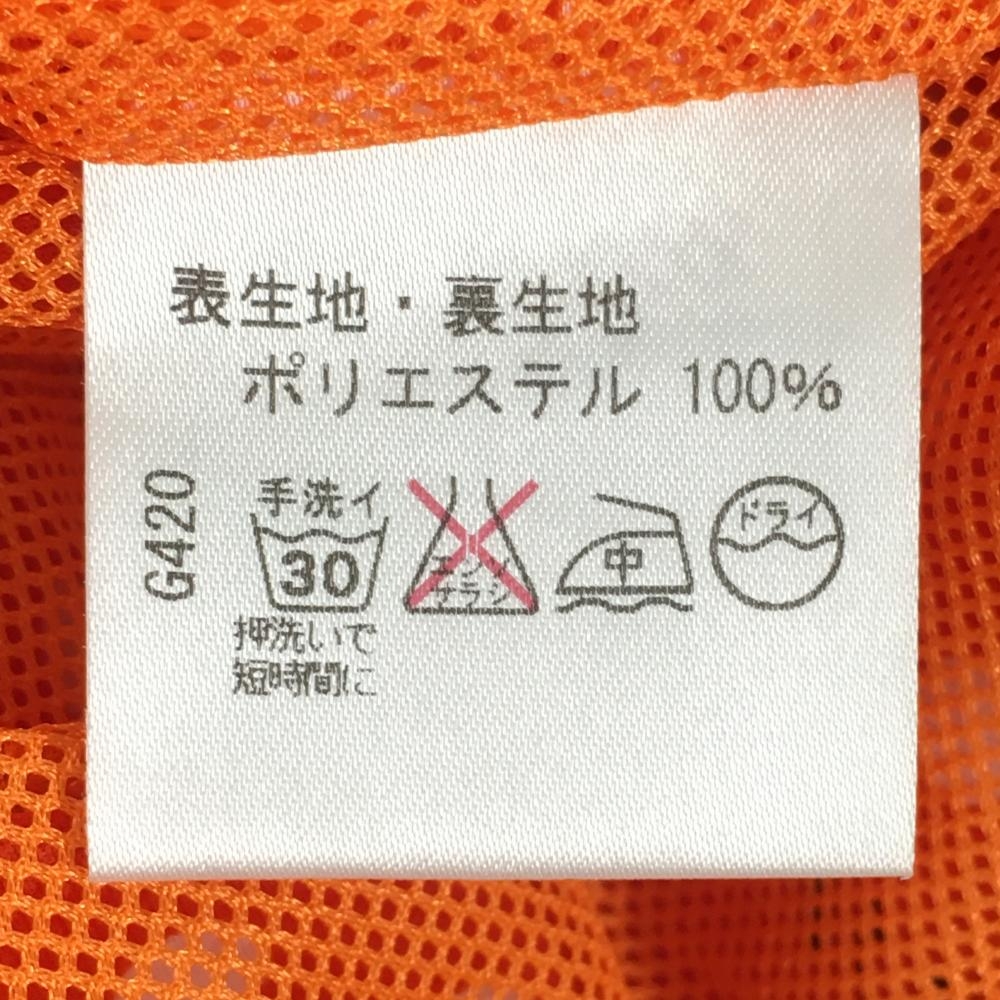 表生地・裏生地
ポリエステル 100%
G420
手洗イ
30
押洗いで
短時間に
エンソ
サラシ
中
ドライ